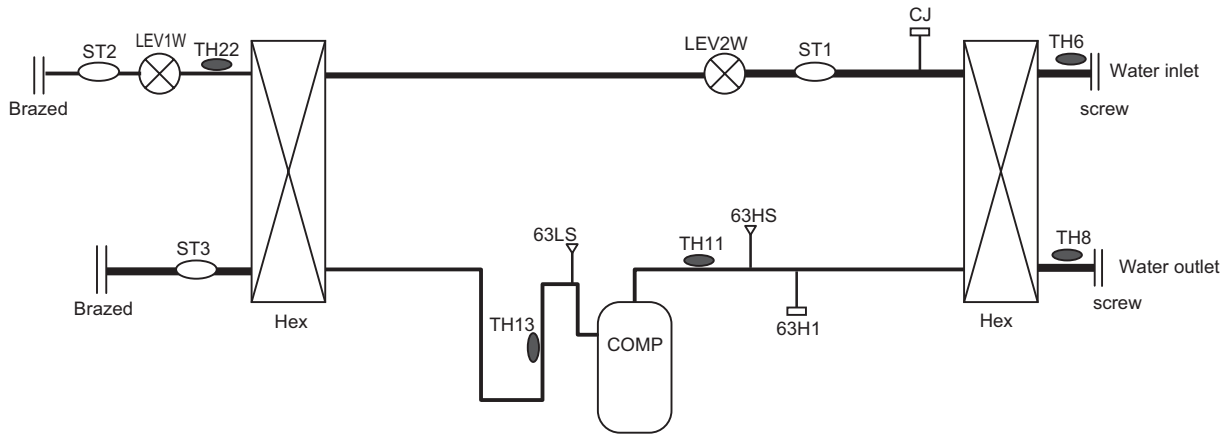 CJ
ST2
LEV1W
TH22
LEV2W
ST1
TH6
Water inlet
Brazed
screw
ST3
63LS
TH11
63HS
TH8
Water outlet
Brazed
Hex
TH13
COMP
63H1
Hex
screw